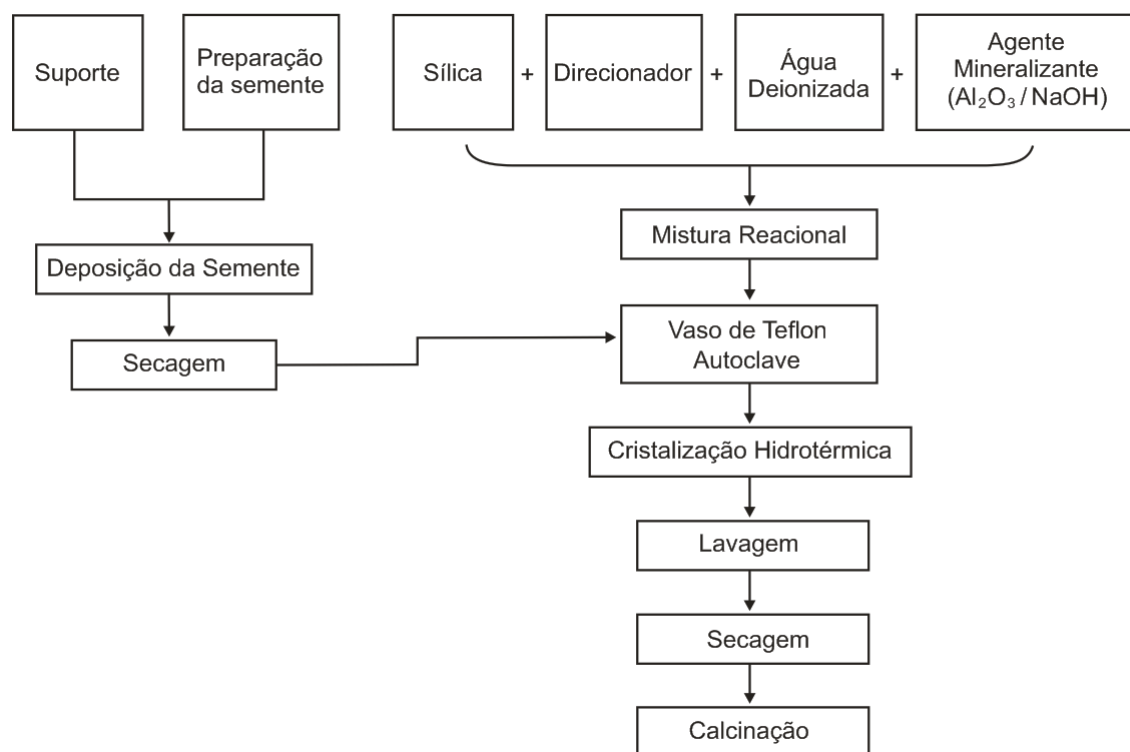 Suporte
Preparação
da semente
Sílica
+
Direcionador
+
Água
Deionizada
+
Agente
Mineralizante
(Al₂O₃ / NaOH)
Mistura Reacional
Deposição da Semente
Vaso de Teflon
Autoclave
Secagem
Cristalização Hidrotérmica
Lavagem
Secagem
Calcinação